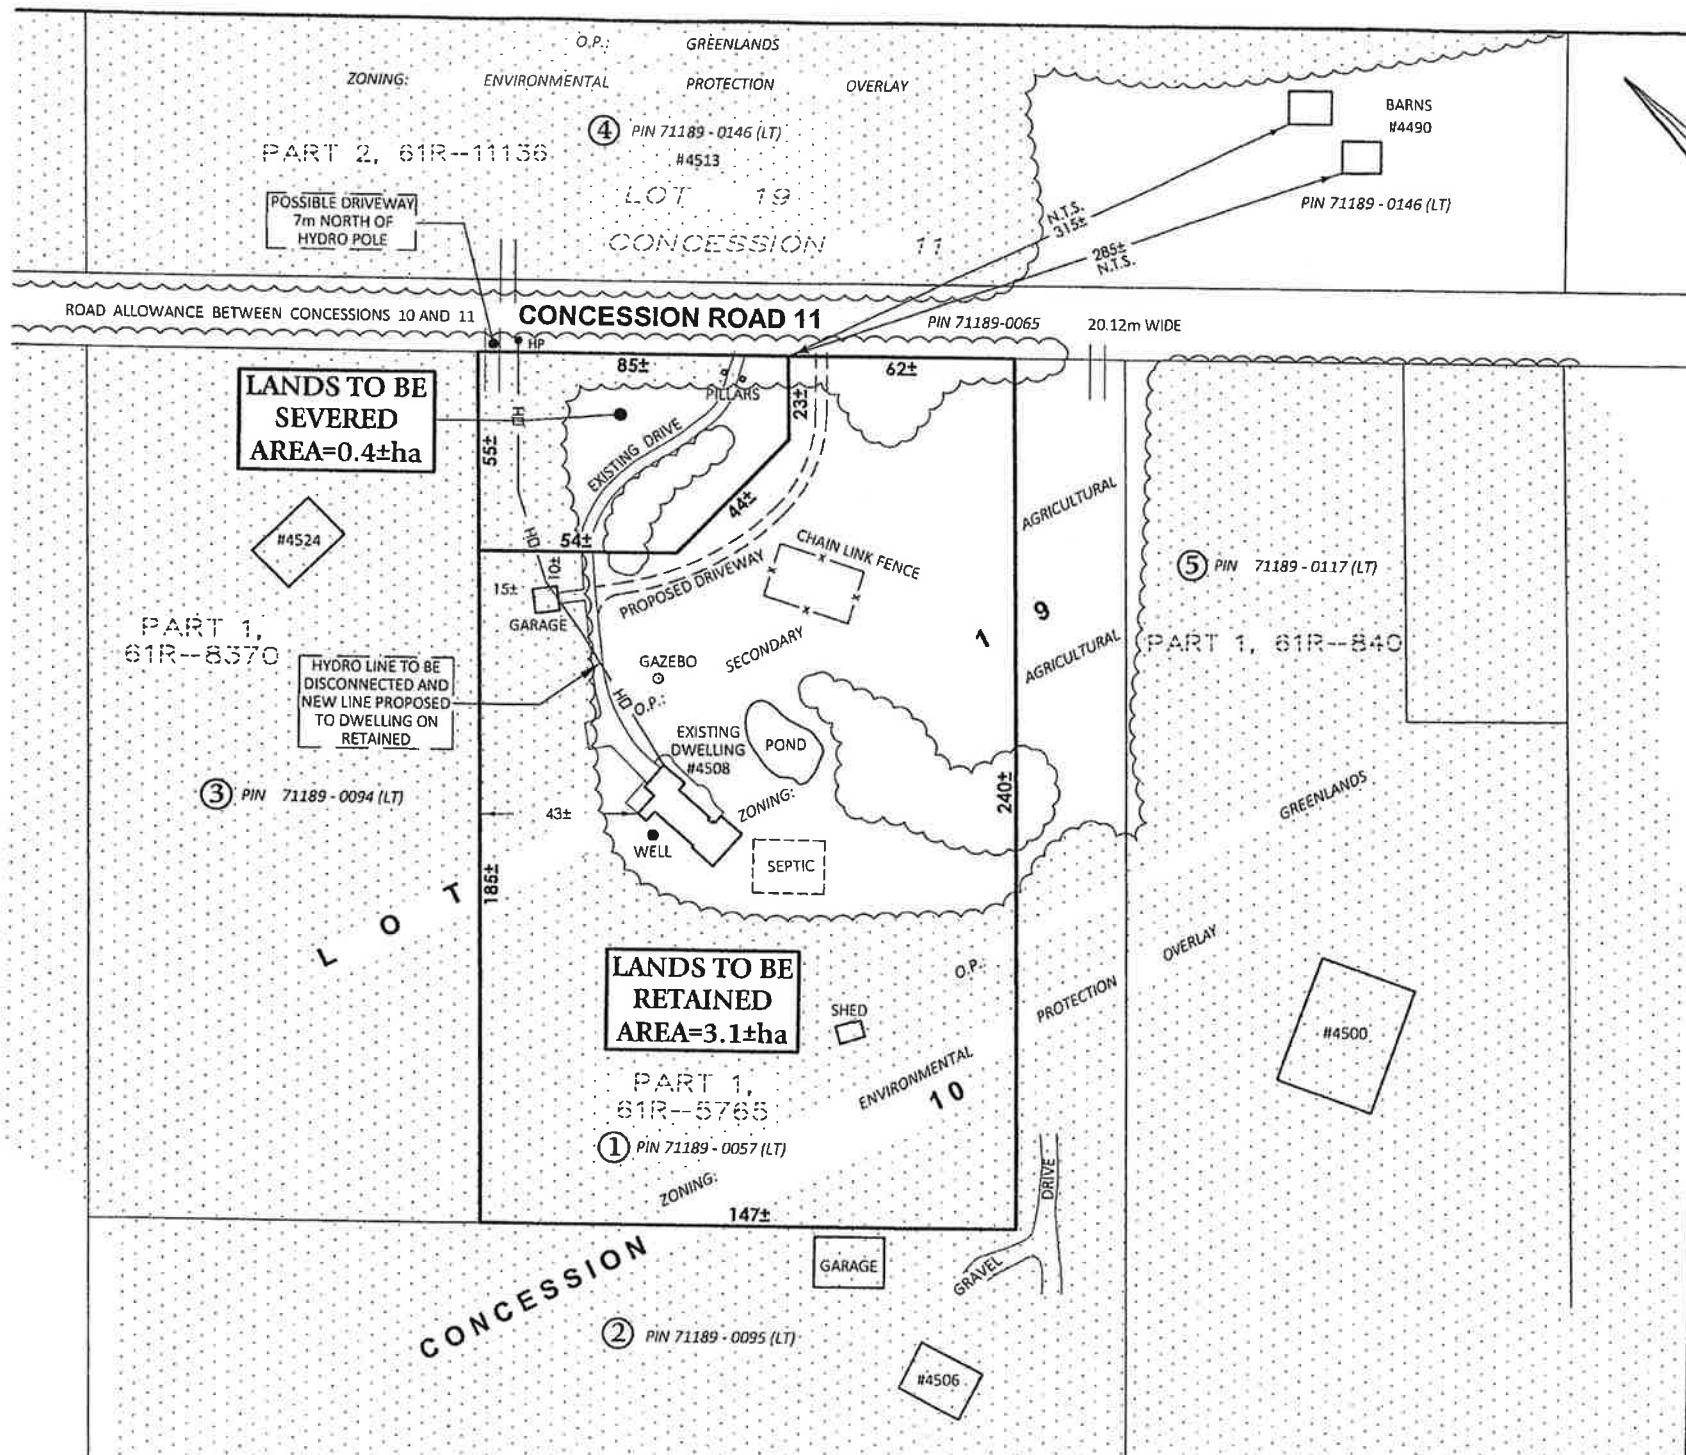 O.P.: GREENLANDS
ZONING: ENVIRONMENTAL PROTECTION OVERLAY
④ PIN 71189 - 0146 (LT)
#4513
PART 2, 61R--11136
LOT 19
CONCESSION 11
BARNS
#4490
PIN 71189 - 0146 (LT)
N.T.S.
315±
285±
N.T.S.
POSSIBLE DRIVEWAY
7m NORTH OF
HYDRO POLE
ROAD ALLOWANCE BETWEEN CONCESSIONS 10 AND 11
CONCESSION ROAD 11
PIN 71189-0065
20.12m WIDE
HP
85±
62±
PILLARS
23±
LANDS TO BE
SEVERED
AREA=0.4±ha
55±
HD
EXISTING DRIVE
44±
54±
HD
10±
15±
GARAGE
PROPOSED DRIVEWAY
CHAIN LINK FENCE
#4524
PART 1,
61R--8370
HYDRO LINE TO BE
DISCONNECTED AND
NEW LINE PROPOSED
TO DWELLING ON
RETAINED
GAZEBO
HD
O.P.:
SECONDARY
AGRICULTURAL
1 9
ZONING:
AGRICULTURAL
⑤ PIN 71189 - 0117 (LT)
PART 1, 61R--840
EXISTING
DWELLING
#4508
POND
③ PIN 71189 - 0094 (LT)
43±
WELL
SEPTIC
240±
185±
L O T
GREENLANDS
OVERLAY
LANDS TO BE
RETAINED
AREA=3.1±ha
O.P.:
SHED
PROTECTION
ENVIRONMENTAL
10
#4500
PART 1,
61R--5765
① PIN 71189 - 0057 (LT)
ZONING:
147±
DRIVE
GRAVEL
GARAGE
CONCESSION
② PIN 71189 - 0095 (LT)
#4506